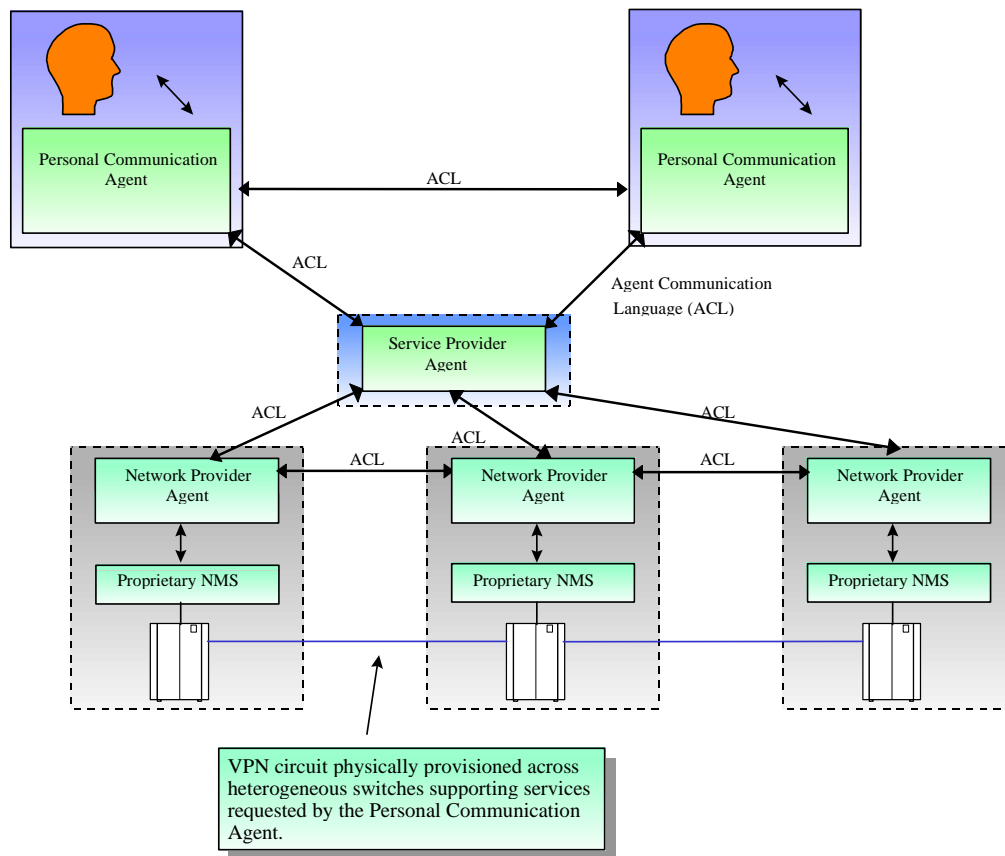 Personal Communication
Agent
Personal Communication
Agent
ACL
ACL
Agent Communication
Language (ACL)
Service Provider
Agent
ACL
ACL
ACL
ACL
ACL
Network Provider
Agent
Network Provider
Agent
Network Provider
Agent
Proprietary NMS
Proprietary NMS
Proprietary NMS
VPN circuit physically provisioned across
heterogeneous switches supporting services
requested by the Personal Communication
Agent.